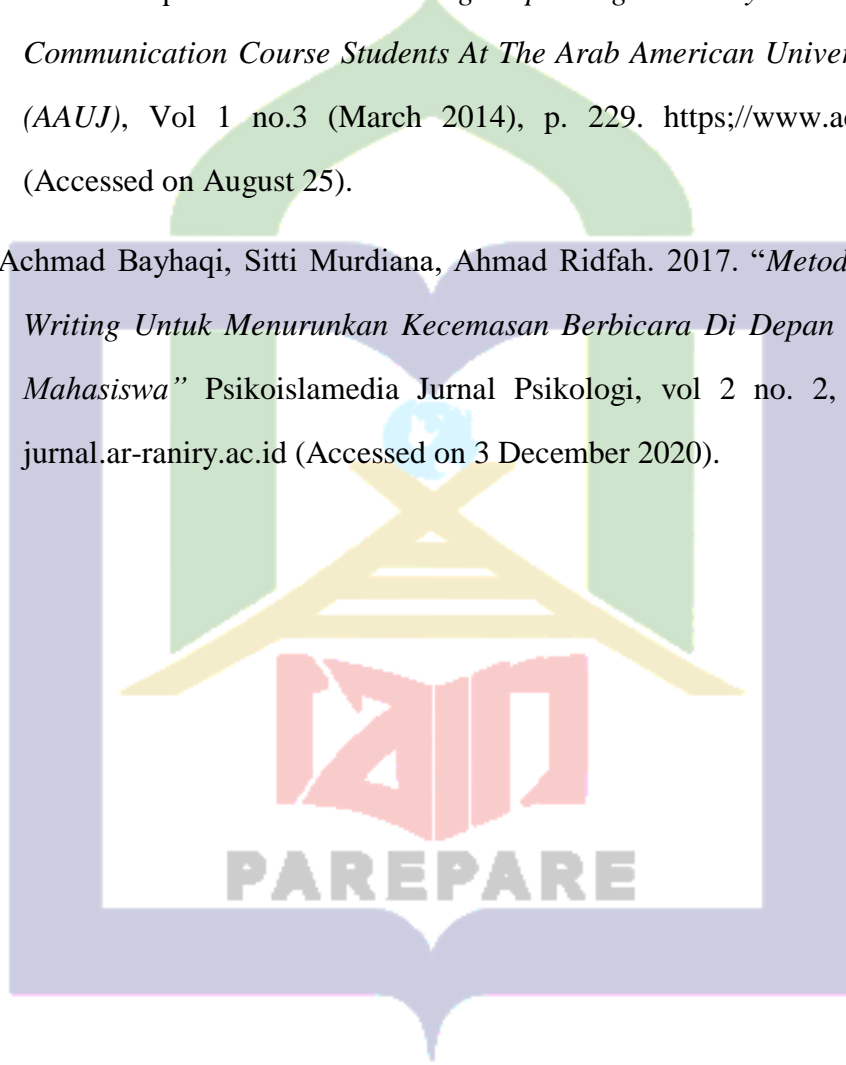 Communication Course Students At The Arab American Univer
(AAUJ), Vol 1 no.3 (March 2014), p. 229. https;//www.ac
(Accessed on August 25).
Achmad Bayhaqi, Sitti Murdiana, Ahmad Ridfah. 2017. “Metod
Writing Untuk Menurunkan Kecemasan Berbicara Di Depan
Mahasiswa” Psikoislamedia Jurnal Psikologi, vol 2 no. 2,
jurnal.ar-raniry.ac.id (Accessed on 3 December 2020).
PAREPARE